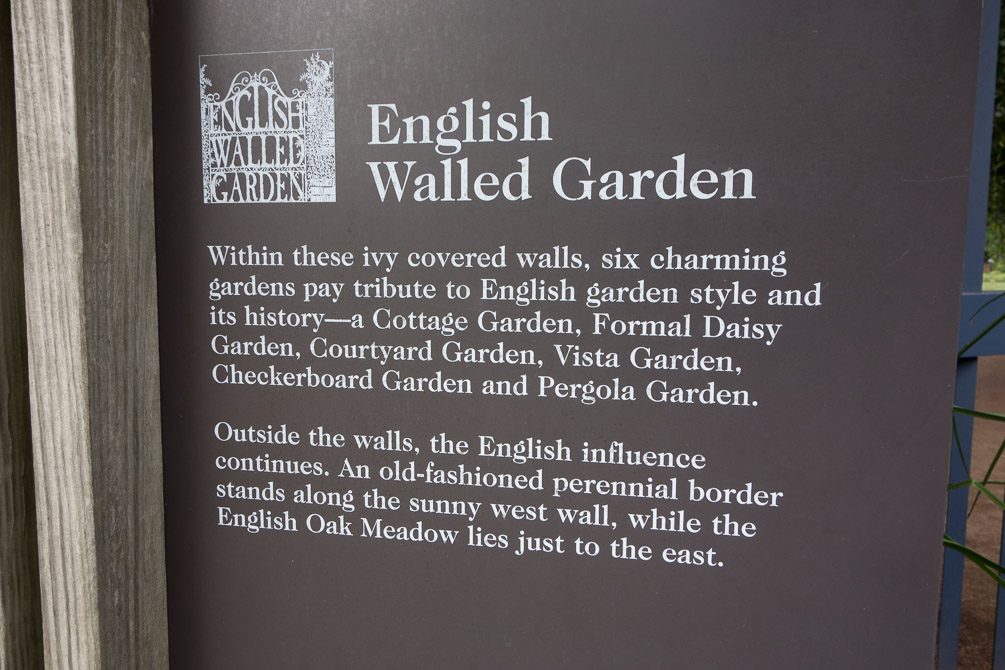 ENGLISH
WALLED
GARDEN
English
Walled Garden
Within these ivy covered walls, six charming
gardens pay tribute to English garden style and
its history—a Cottage Garden, Formal Daisy
Garden, Courtyard Garden, Vista Garden,
Checkerboard Garden and Pergola Garden.
Outside the walls, the English influence
continues. An old-fashioned perennial border
stands along the sunny west wall, while the
English Oak Meadow lies just to the east.